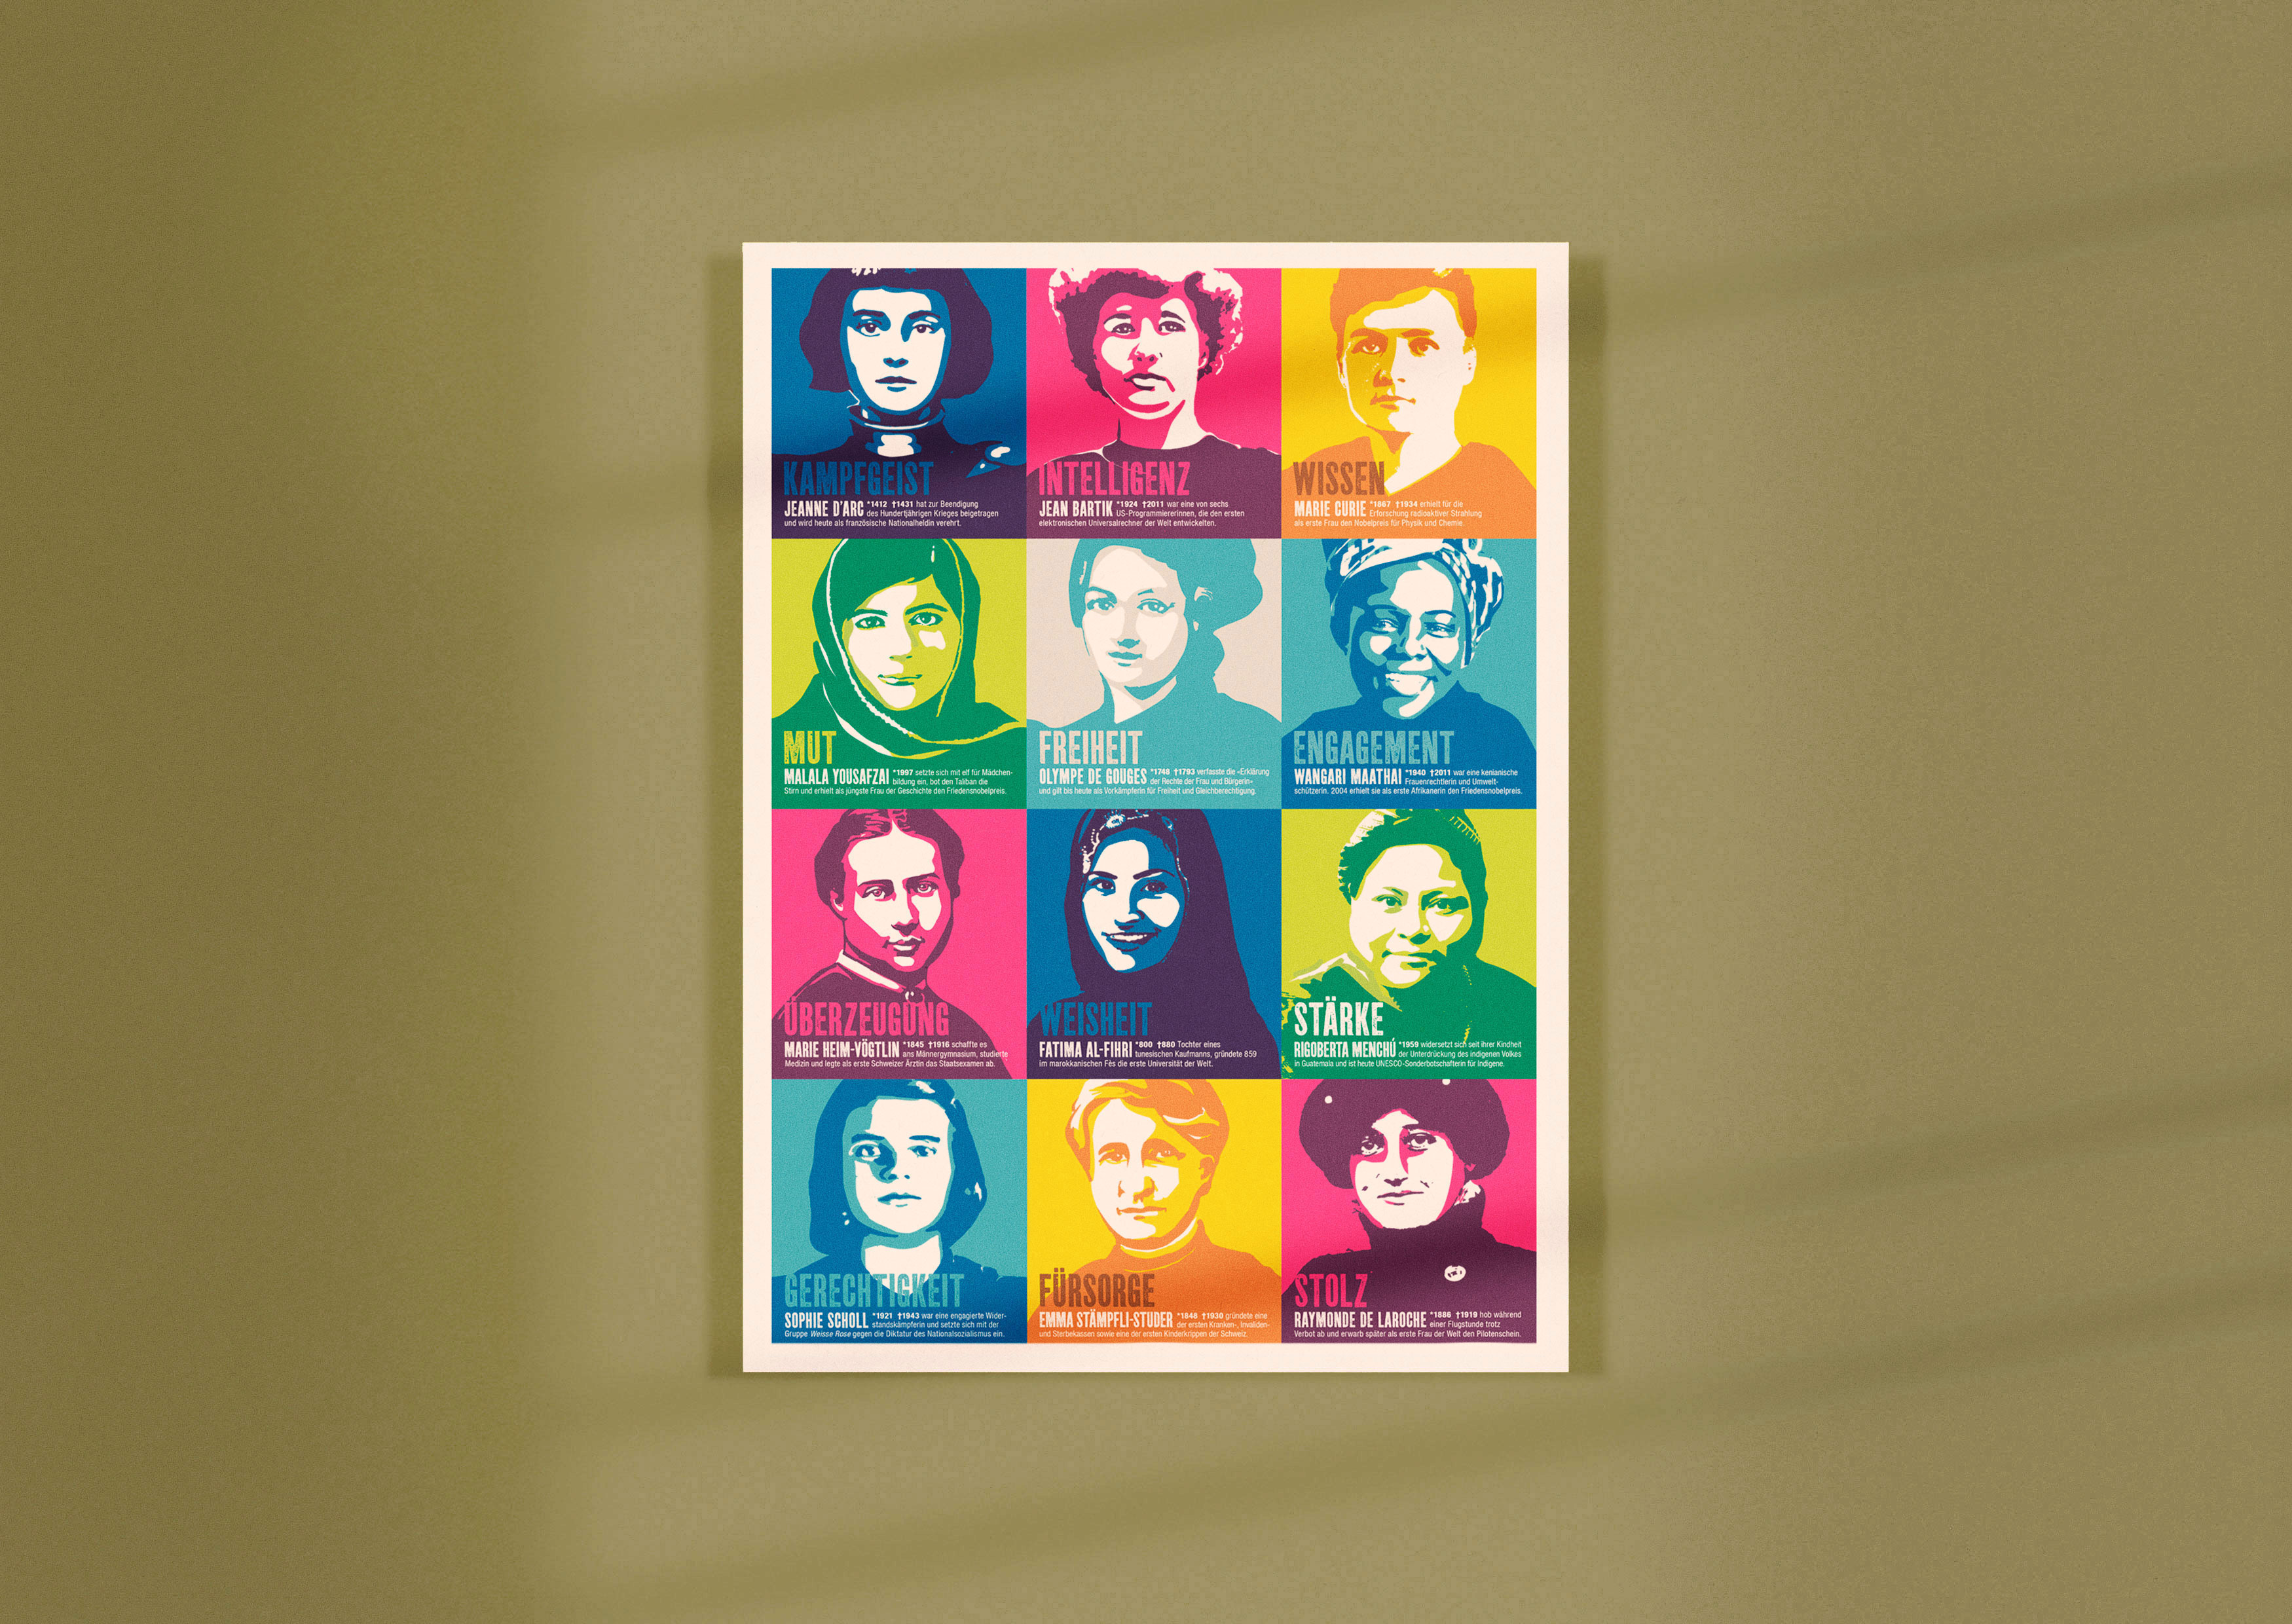 KAMPFGEIST
JEANNE D'ARC *1412 †1431 hat zur Beendigung
des Hundertjährigen Krieges beigetragen
und wird heute als französische Nationalheldin verehrt.
INTELLIGENZ
JEAN BARTIK *1924 †2011 war eine von sechs
US-Programmiererinnen, die den ersten
elektronischen Universalrechner der Welt entwickelten.
WISSEN
MARIE CURIE *1867 †1934 erhielt für die
Erforschung radioaktiver Strahlung
als erste Frau den Nobelpreis für Physik und Chemie.
MUT
MALALA YOUSAFZAI *1997 setzte sich mit elf für Mädchen-
bildung ein, bot den Taliban die
Stirn und erhielt als jüngste Frau der Geschichte den Friedensnobelpreis.
FREIHEIT
OLYMPE DE GOUGES *1748 †1793 verfasste die «Erklärung
der Rechte der Frau und Bürgerin»
und gilt bis heute als Vorkämpferin für Freiheit und Gleichberechtigung.
ENGAGEMENT
WANGARI MAATHAI *1940 †2011 war eine kenianische
Frauenrechtlerin und Umwelt-
schützerin. 2004 erhielt sie als erste Afrikanerin den Friedensnobelpreis.
ÜBERZEUGUNG
MARIE HEIM-VÖGTLIN *1845 †1916 schaffte es
ans Männergymnasium, studierte
Medizin und legte als erste Schweizer Ärztin das Staatsexamen ab.
WEISHEIT
FATIMA AL-FIHRI *800 †880 Tochter eines
tunesischen Kaufmanns, gründete 859
im marokkanischen Fès die erste Universität der Welt.
STÄRKE
RIGOBERTA MENCHÚ *1959 widersetzt sich seit ihrer Kindheit
der Unterdrückung des indigenen Volkes
in Guatemala und ist heute UNESCO-Sonderbotschafterin für Indigene.
GERECHTIGKEIT
SOPHIE SCHOLL *1921 †1943 war eine engagierte Wider-
standskämpferin und setzte sich mit der
Gruppe Weisse Rose gegen die Diktatur des Nationalsozialismus ein.
FÜRSORGE
EMMA STÄMPFLI-STUDER *1848 †1930 gründete eine
der ersten Kranken-, Invaliden-
und Sterbekassen sowie eine der ersten Kinderkrippen der Schweiz.
STOLZ
RAYMONDE DE LAROCHE *1886 †1919 hob während
einer Flugstunde trotz
Verbot ab und erwarb später als erste Frau der Welt den Pilotenschein.